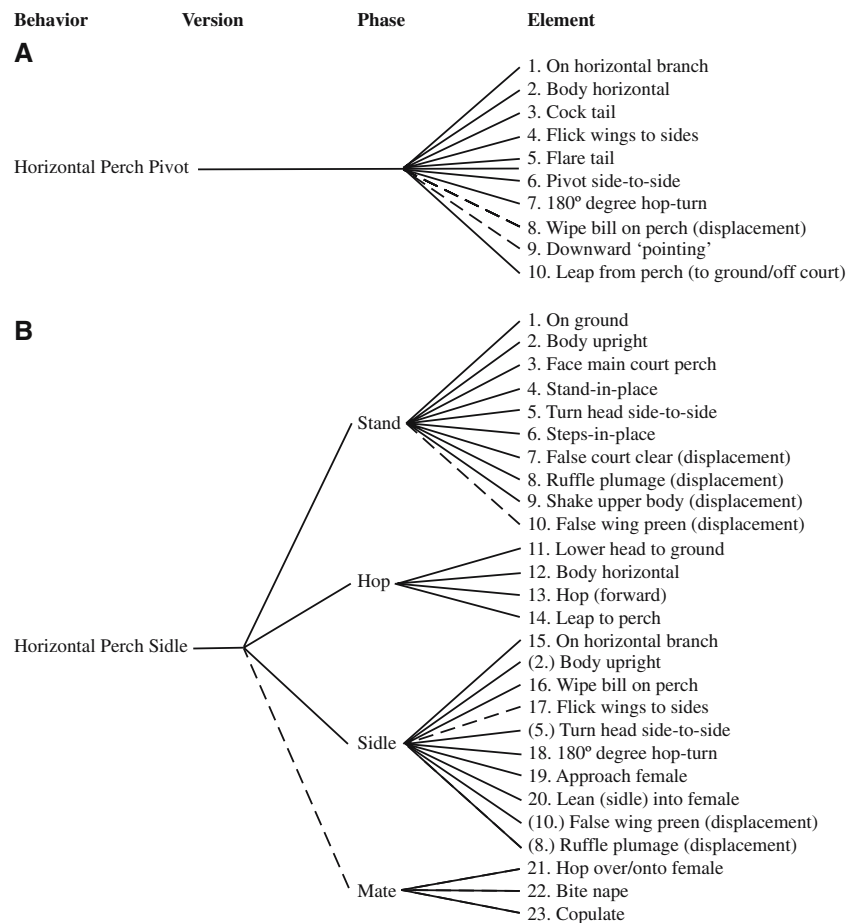 Behavior Version Phase Element
A
1. On horizontal branch
2. Body horizontal
3. Cock tail
4. Flick wings to sides
5. Flare tail
Horizontal Perch Pivot
6. Pivot side-to-side
7. 180º degree hop-turn
8. Wipe bill on perch (displacement)
9. Downward ‘pointing’
10. Leap from perch (to ground/off court)
B
1. On ground
2. Body upright
3. Face main court perch
4. Stand-in-place
5. Turn head side-to-side
Stand
6. Steps-in-place
7. False court clear (displacement)
8. Ruffle plumage (displacement)
9. Shake upper body (displacement)
10. False wing preen (displacement)
11. Lower head to ground
12. Body horizontal
Hop
13. Hop (forward)
14. Leap to perch
Horizontal Perch Sidle
15. On horizontal branch
(2.) Body upright
16. Wipe bill on perch
17. Flick wings to sides
(5.) Turn head side-to-side
Sidle
18. 180º degree hop-turn
19. Approach female
20. Lean (sidle) into female
(10.) False wing preen (displacement)
(8.) Ruffle plumage (displacement)
21. Hop over/onto female
Mate
22. Bite nape
23. Copulate